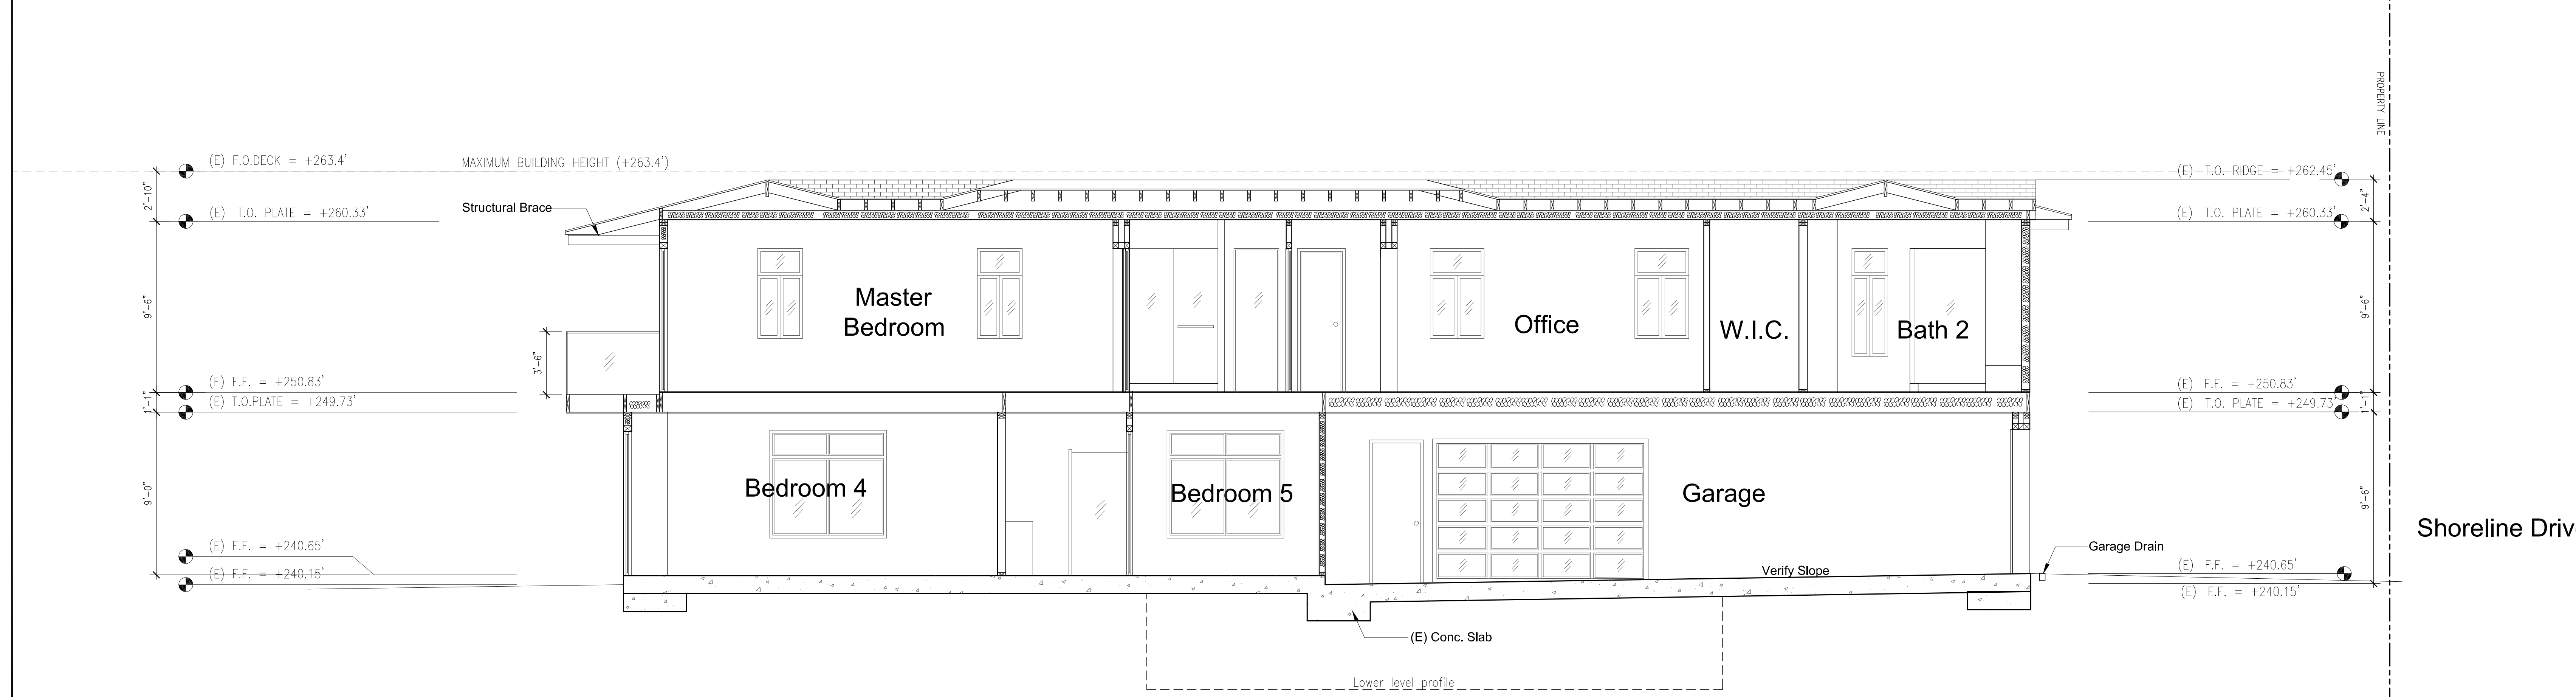 PROPERTY LINE
(E) F.O.DECK = +263.4'
MAXIMUM BUILDING HEIGHT (+263.4')
(E) T.O. RIDGE = +262.45'
2'-10"
2'-4"
Structural Brace
(E) T.O. PLATE = +260.33'
(E) T.O. PLATE = +260.33'
9'-6"
Master
Bedroom
Office
W.I.C.
Bath 2
9'-6"
3'-6"
(E) F.F. = +250.83'
(E) F.F. = +250.83'
1'-1"
(E) T.O.PLATE = +249.73'
(E) T.O. PLATE = +249.73'
1'-1"
9'-0"
Bedroom 4
Bedroom 5
Garage
9'-6"
Shoreline Driv
(E) F.F. = +240.65'
Garage Drain
(E) F.F. = +240.65'
(E) F.F. = +240.15'
Verify Slope
(E) F.F. = +240.15'
(E) Conc. Slab
Lower level profile